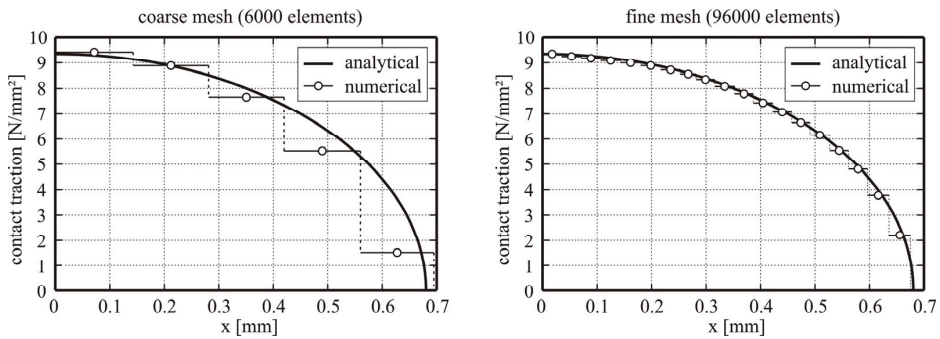 coarse mesh (6000 elements)
contact traction [N/mm²]
10
9
8
7
6
5
4
3
2
1
0
analytical
numerical
0 0.1 0.2 0.3 0.4 0.5 0.6 0.7
x [mm]
fine mesh (96000 elements)
contact traction [N/mm²]
10
9
8
7
6
5
4
3
2
1
0
analytical
numerical
0 0.1 0.2 0.3 0.4 0.5 0.6 0.7
x [mm]